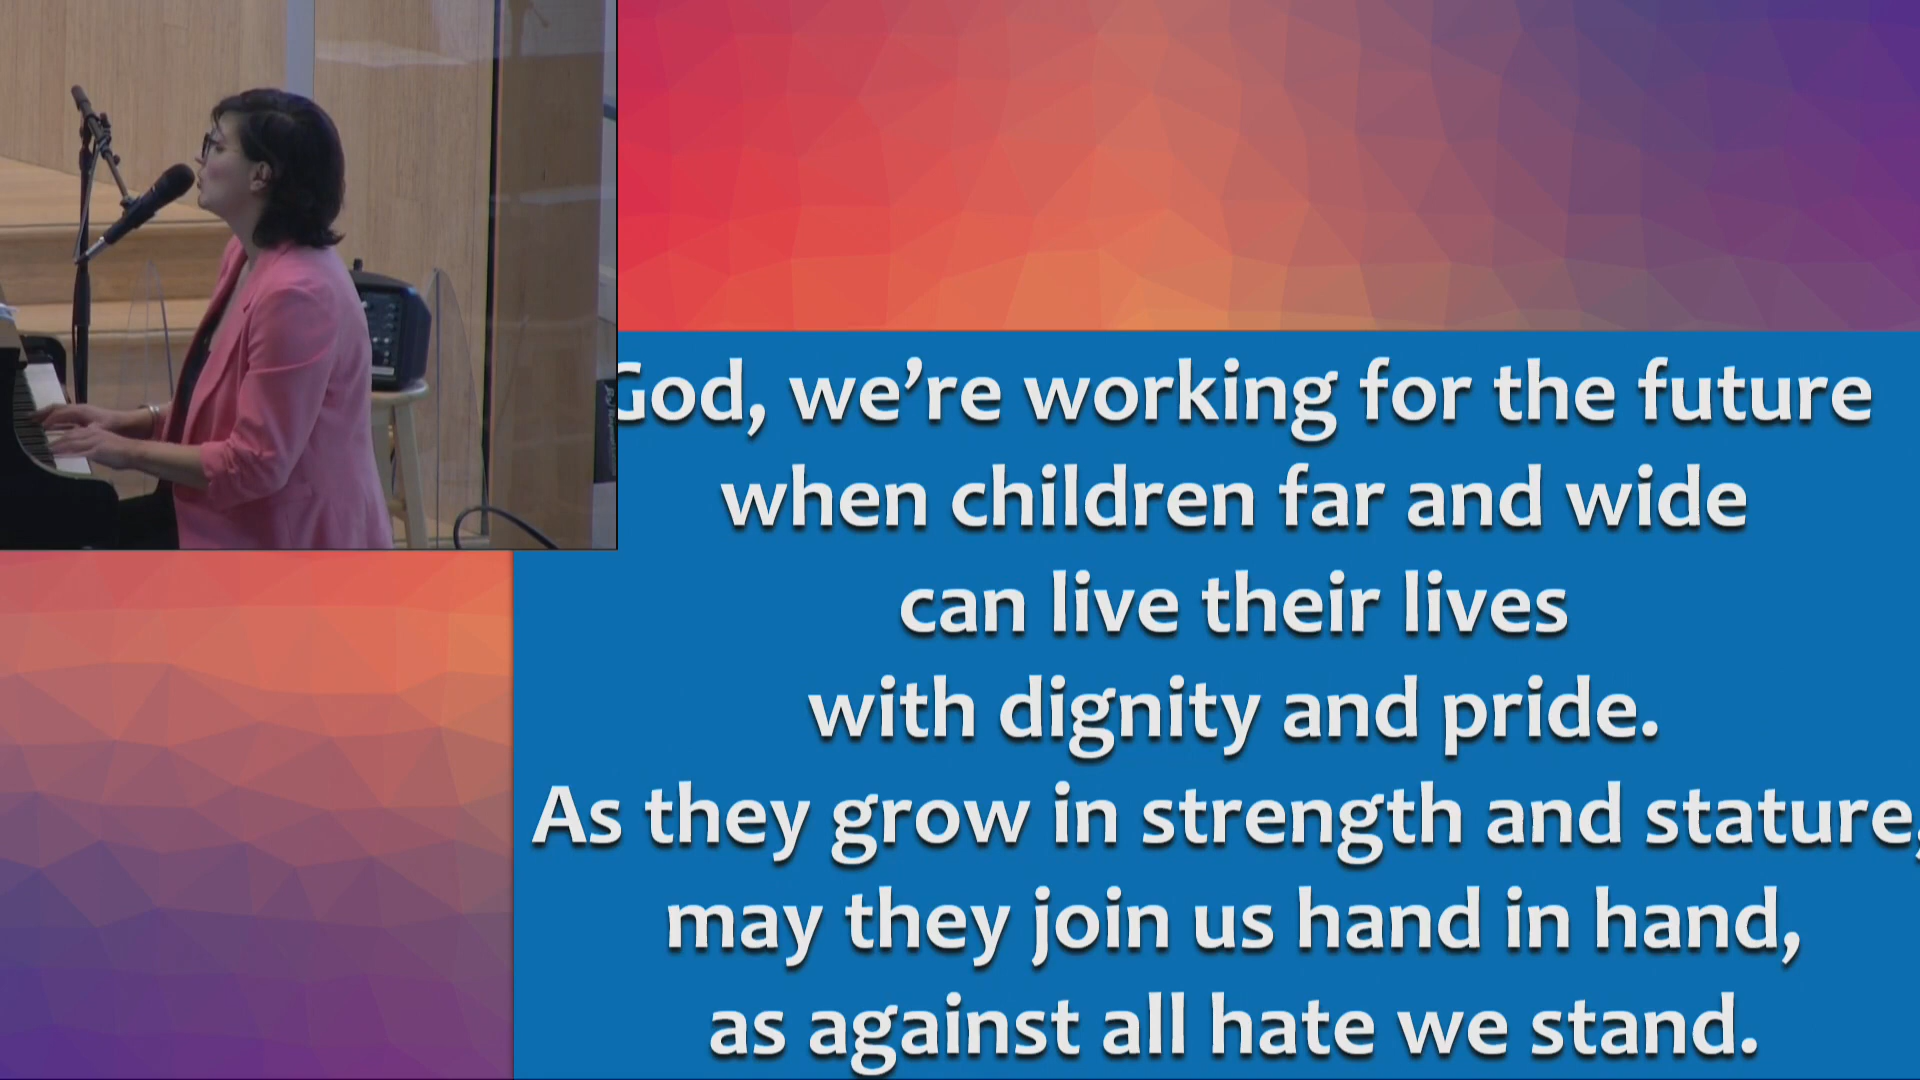 God, we're working for the future
when children far and wide
can live their lives
with dignity and pride.
As they grow in strength and stature,
may they join us hand in hand,
as against all hate we stand.